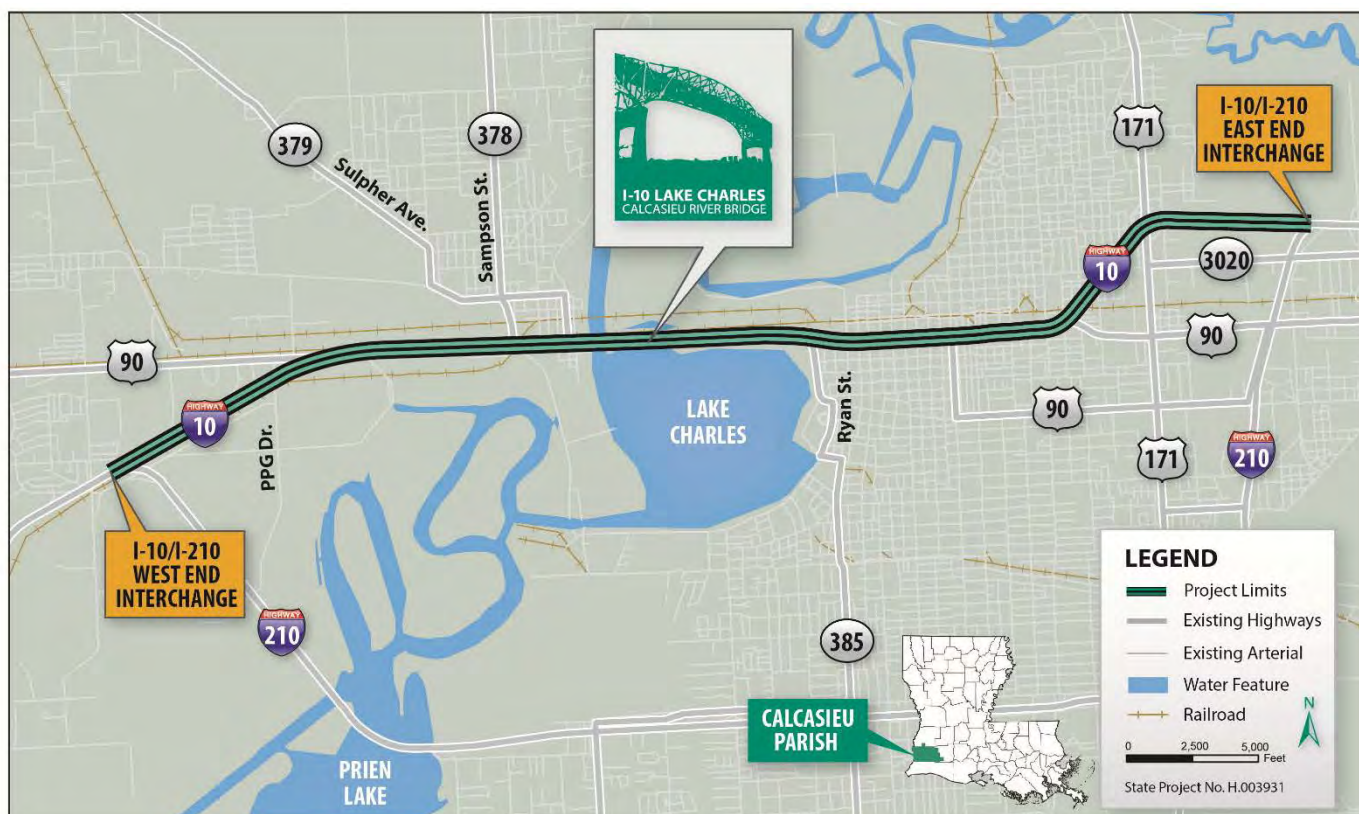 379
Sulpher Ave.
378
Sampson St.
I-10 LAKE CHARLES
CALCASIEU RIVER BRIDGE
171
I-10/I-210
EAST END
INTERCHANGE
HIGHWAY
10
3020
90
HIGHWAY
10
PPG Dr.
LAKE
CHARLES
Ryan St.
90
90
171
HIGHWAY
210
I-10/I-210
WEST END
INTERCHANGE
HIGHWAY
210
385
CALCASIEU
PARISH
PRIEN
LAKE
LEGEND
Project Limits
Existing Highways
Existing Arterial
Water Feature
Railroad
N
0 2,500 5,000
Feet
State Project No. H.003931